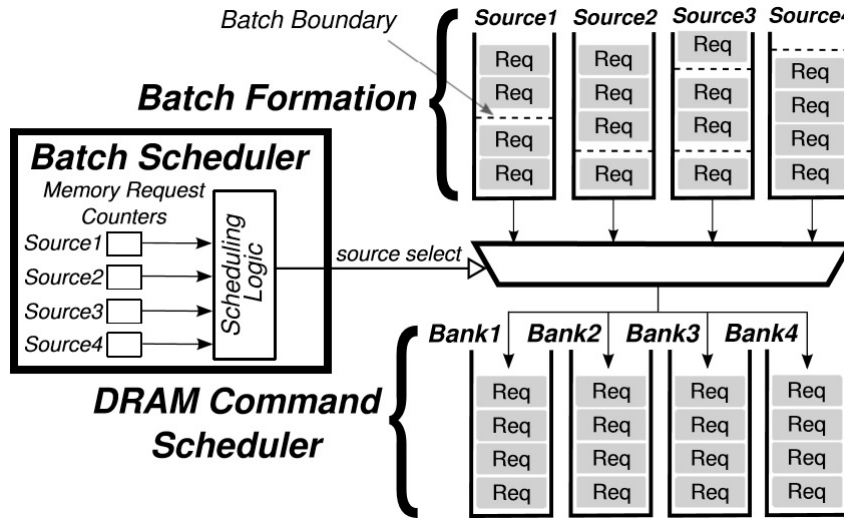 Batch Boundary
Source1 Source2 Source3 Source4
Req Req Req
Req Req Req Req
Batch Formation
Req Req Req Req
Req Req Req Req
Req
Batch Scheduler
Memory Request
Counters
Source1
Source2
Source3
Source4
Scheduling
Logic
source select
Bank1 Bank2 Bank3 Bank4
DRAM Command
Scheduler
Req Req Req Req
Req Req Req Req
Req Req Req Req
Req Req Req Req